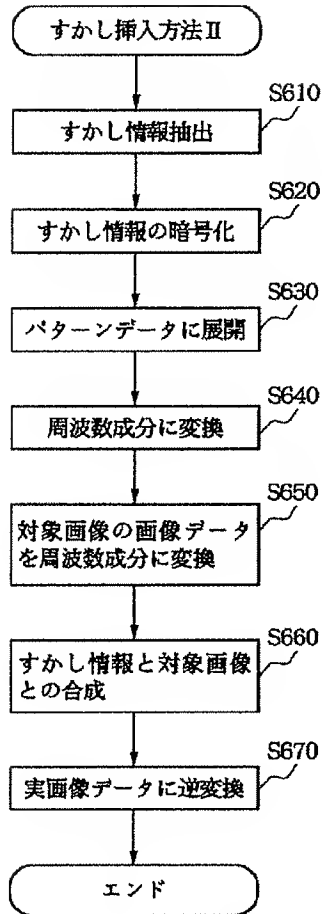 すかし挿入方法Ⅱ
S610
すかし情報抽出
S620
すかし情報の暗号化
S630
パターンデータに展開
S640
周波数成分に変換
S650
対象画像の画像データ
を周波数成分に変換
S660
すかし情報と対象画像
との合成
S670
実画像データに逆変換
エンド